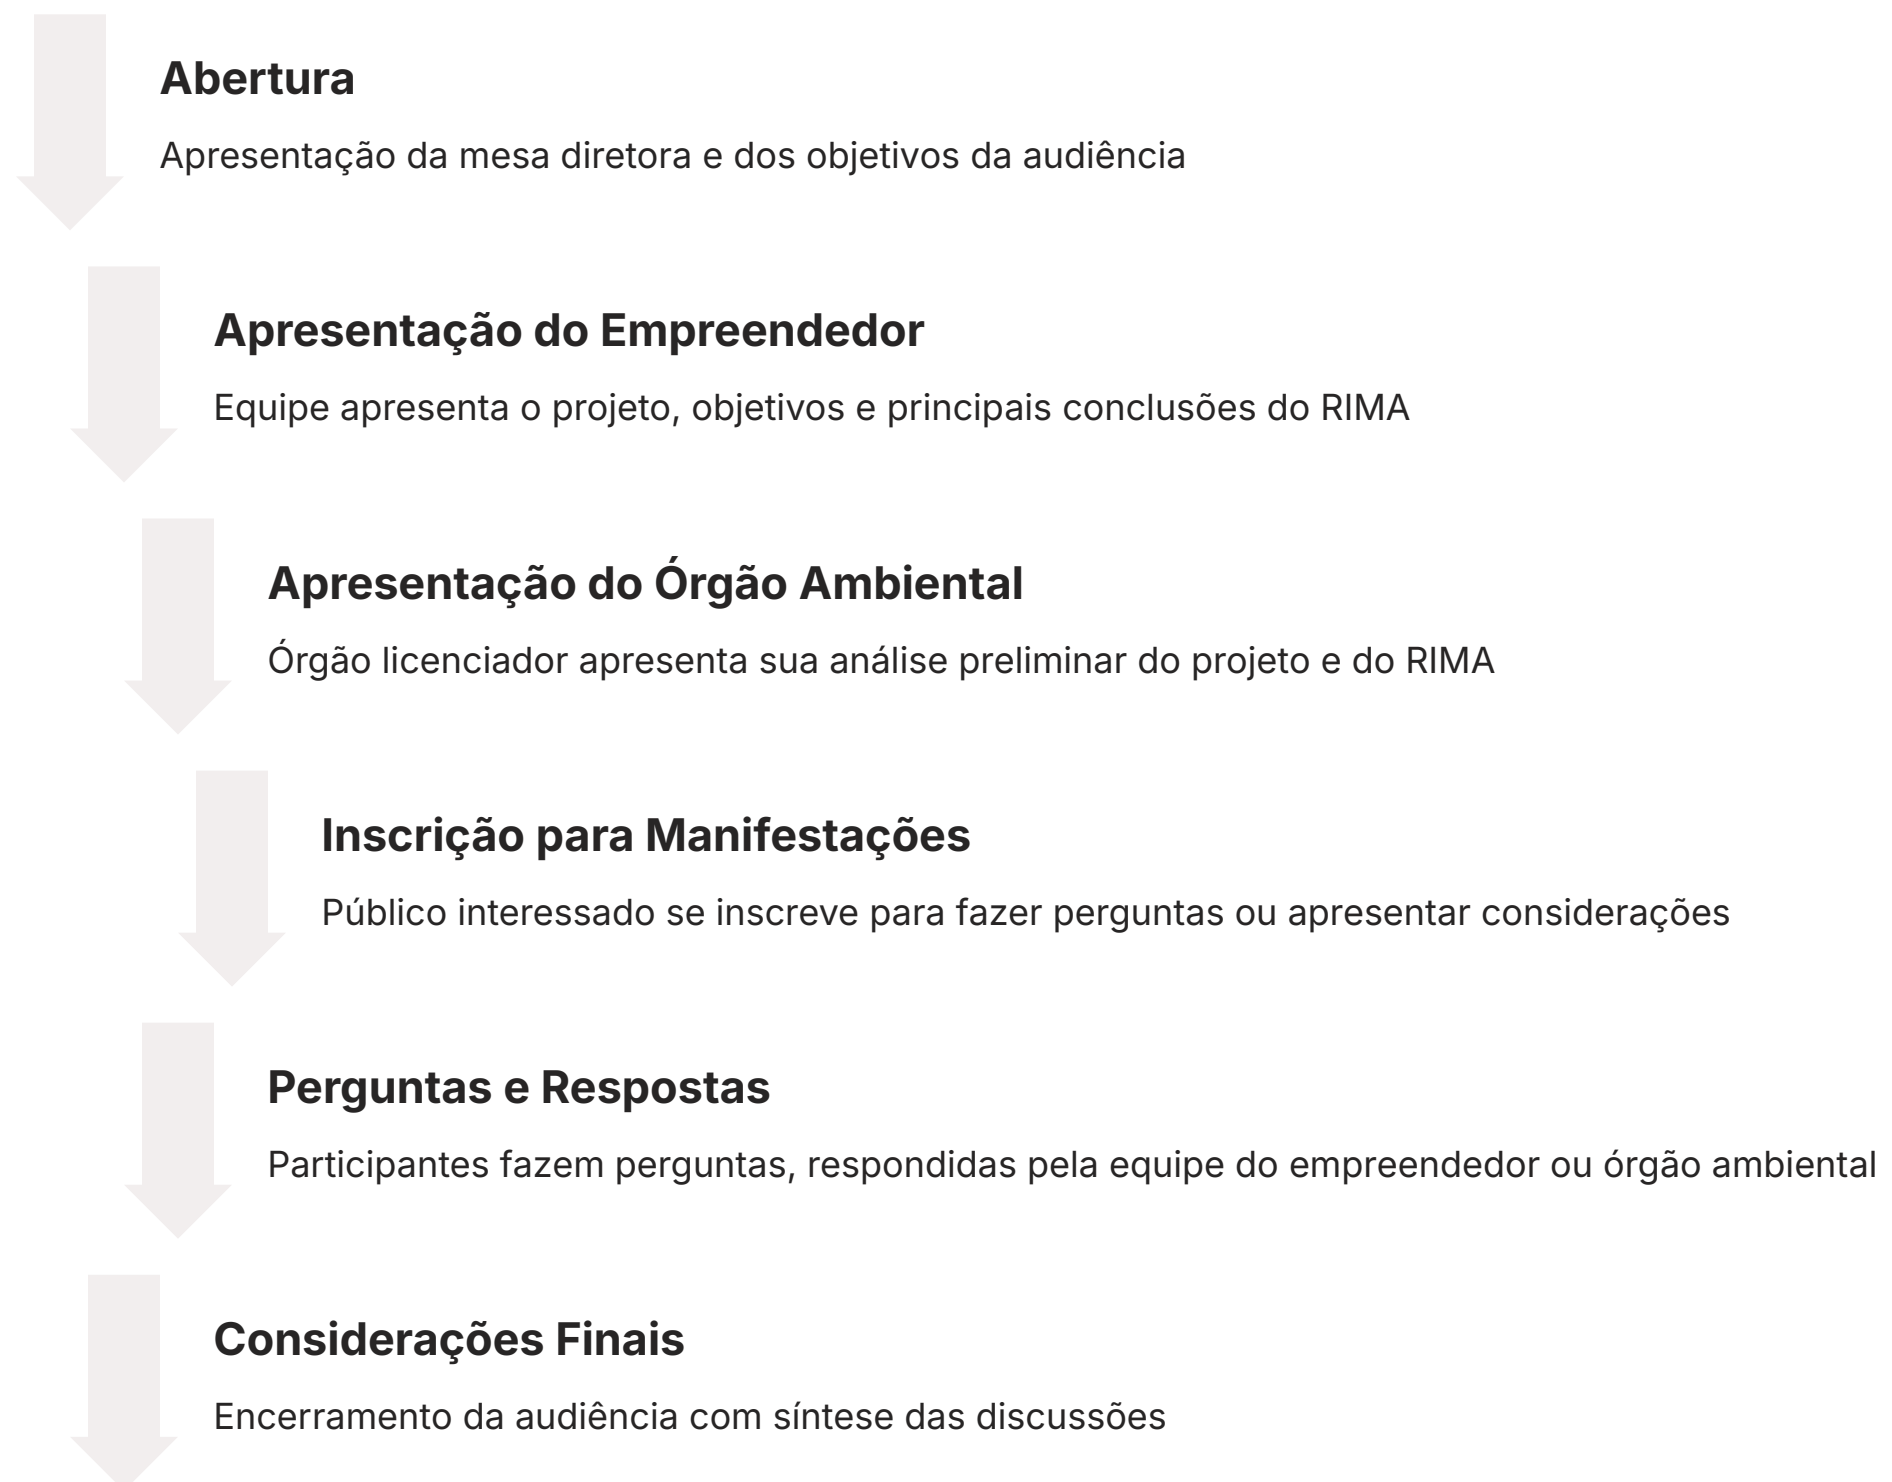 Abertura
Apresentação da mesa diretora e dos objetivos da audiência
Apresentação do Empreendedor
Equipe apresenta o projeto, objetivos e principais conclusões do RIMA
Apresentação do Órgão Ambiental
Órgão licenciador apresenta sua análise preliminar do projeto e do RIMA
Inscrição para Manifestações
Público interessado se inscreve para fazer perguntas ou apresentar considerações
Perguntas e Respostas
Participantes fazem perguntas, respondidas pela equipe do empreendedor ou órgão ambiental
Considerações Finais
Encerramento da audiência com síntese das discussões